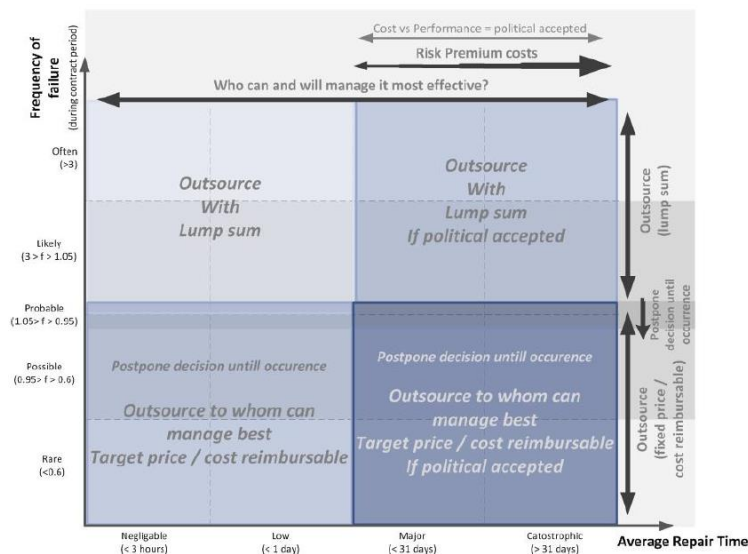 Cost vs Performance = political accepted
Risk Premium costs
Who can and will manage it most effective?
Frequency of
failure
(during contract period)
Often
(>3)
Likely
(3 > f > 1.05)
Probable
(1.05> f > 0.95)
Possible
(0.95> f > 0.6)
Rare
(<0.6)
Outsource
With
Lump sum
Outsource
With
Lump sum
If political accepted
Postpone decision untill occurence
Outsource to whom can
manage best
Target price / cost reimbursable
Postpone decision untill occurence
Outsource to whom can
manage best
Target price / cost reimbursable
If political accepted
Outsource
(lump sum)
Postpone
decision until
occurrence
Outsource
(fixed price /
cost reimbursable)
Negligable
(< 3 hours)
Low
(< 1 day)
Major
(< 31 days)
Catostrophic
(> 31 days)
Average Repair Time